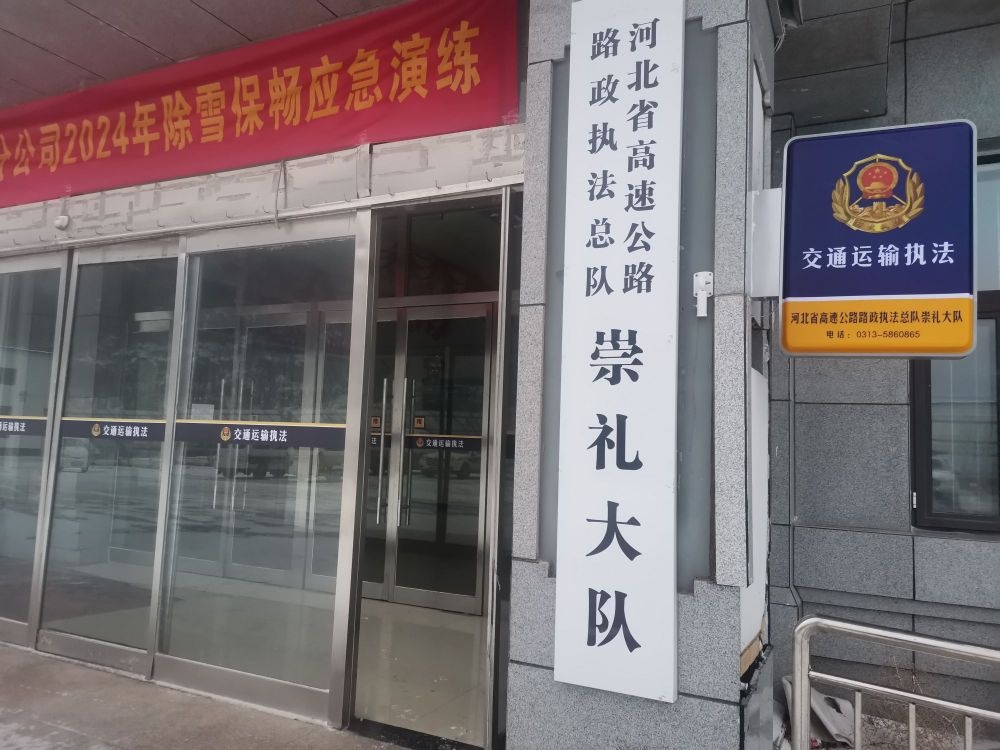 分公司2024年除雪保畅应急演练
河北省高速公路
路政执法总队
崇礼大队
交通运输执法
河北省高速公路路政执法总队崇礼大队
电话：0313-5860865
交通运输执法
交通运输执法
交通运输执法
交通运输执法